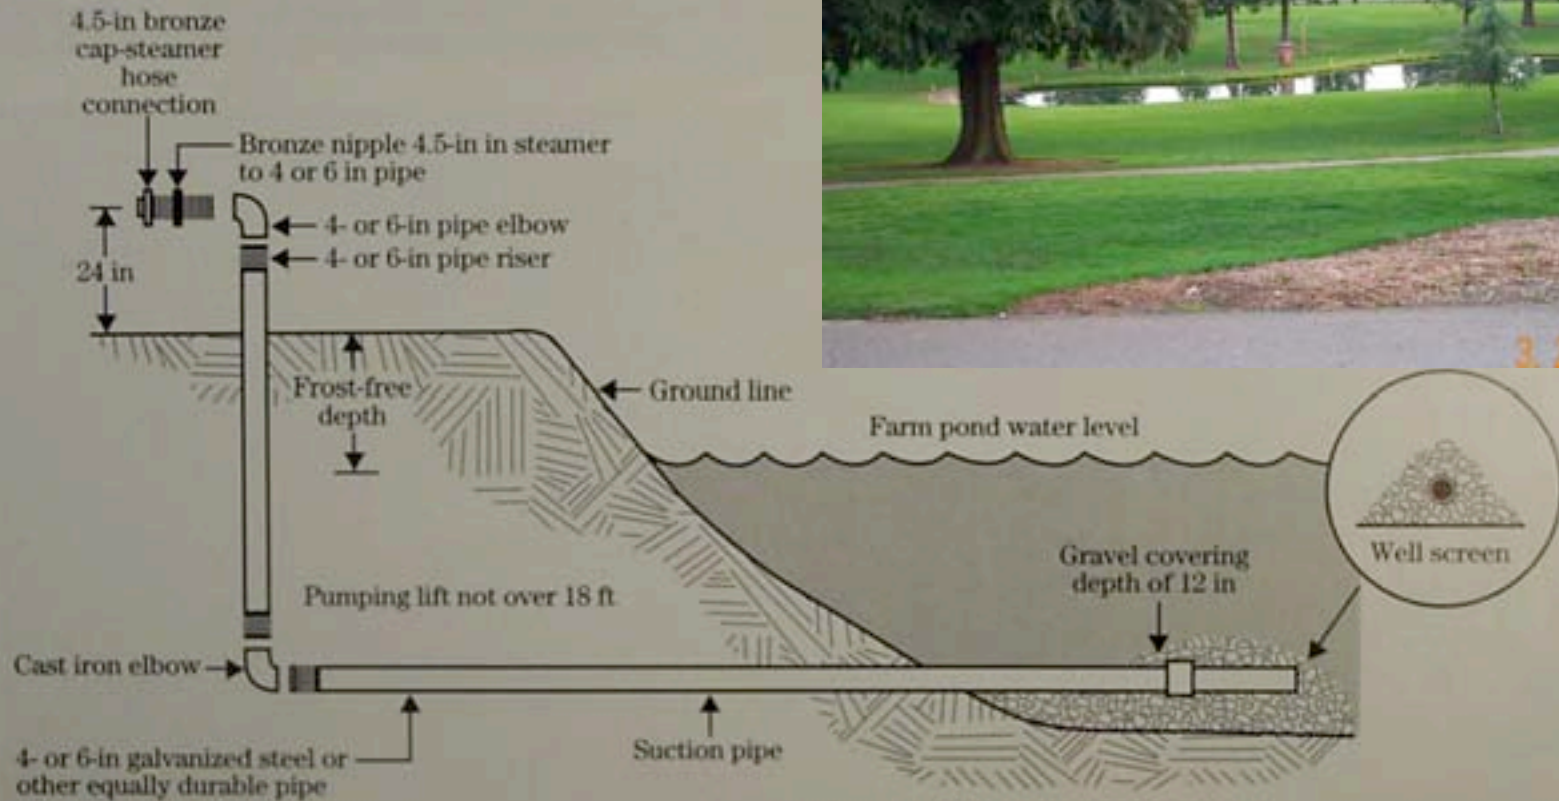 4.5-in bronze
cap-steamer
hose
connection
Bronze nipple 4.5-in in steamer
to 4 or 6 in pipe
4- or 6-in pipe elbow
4- or 6-in pipe riser
24 in
Frost-free
depth
Ground line
Farm pond water level
Gravel covering
depth of 12 in
Well screen
Pumping lift not over 18 ft
Cast iron elbow
4- or 6-in galvanized steel or
other equally durable pipe
Suction pipe
3.